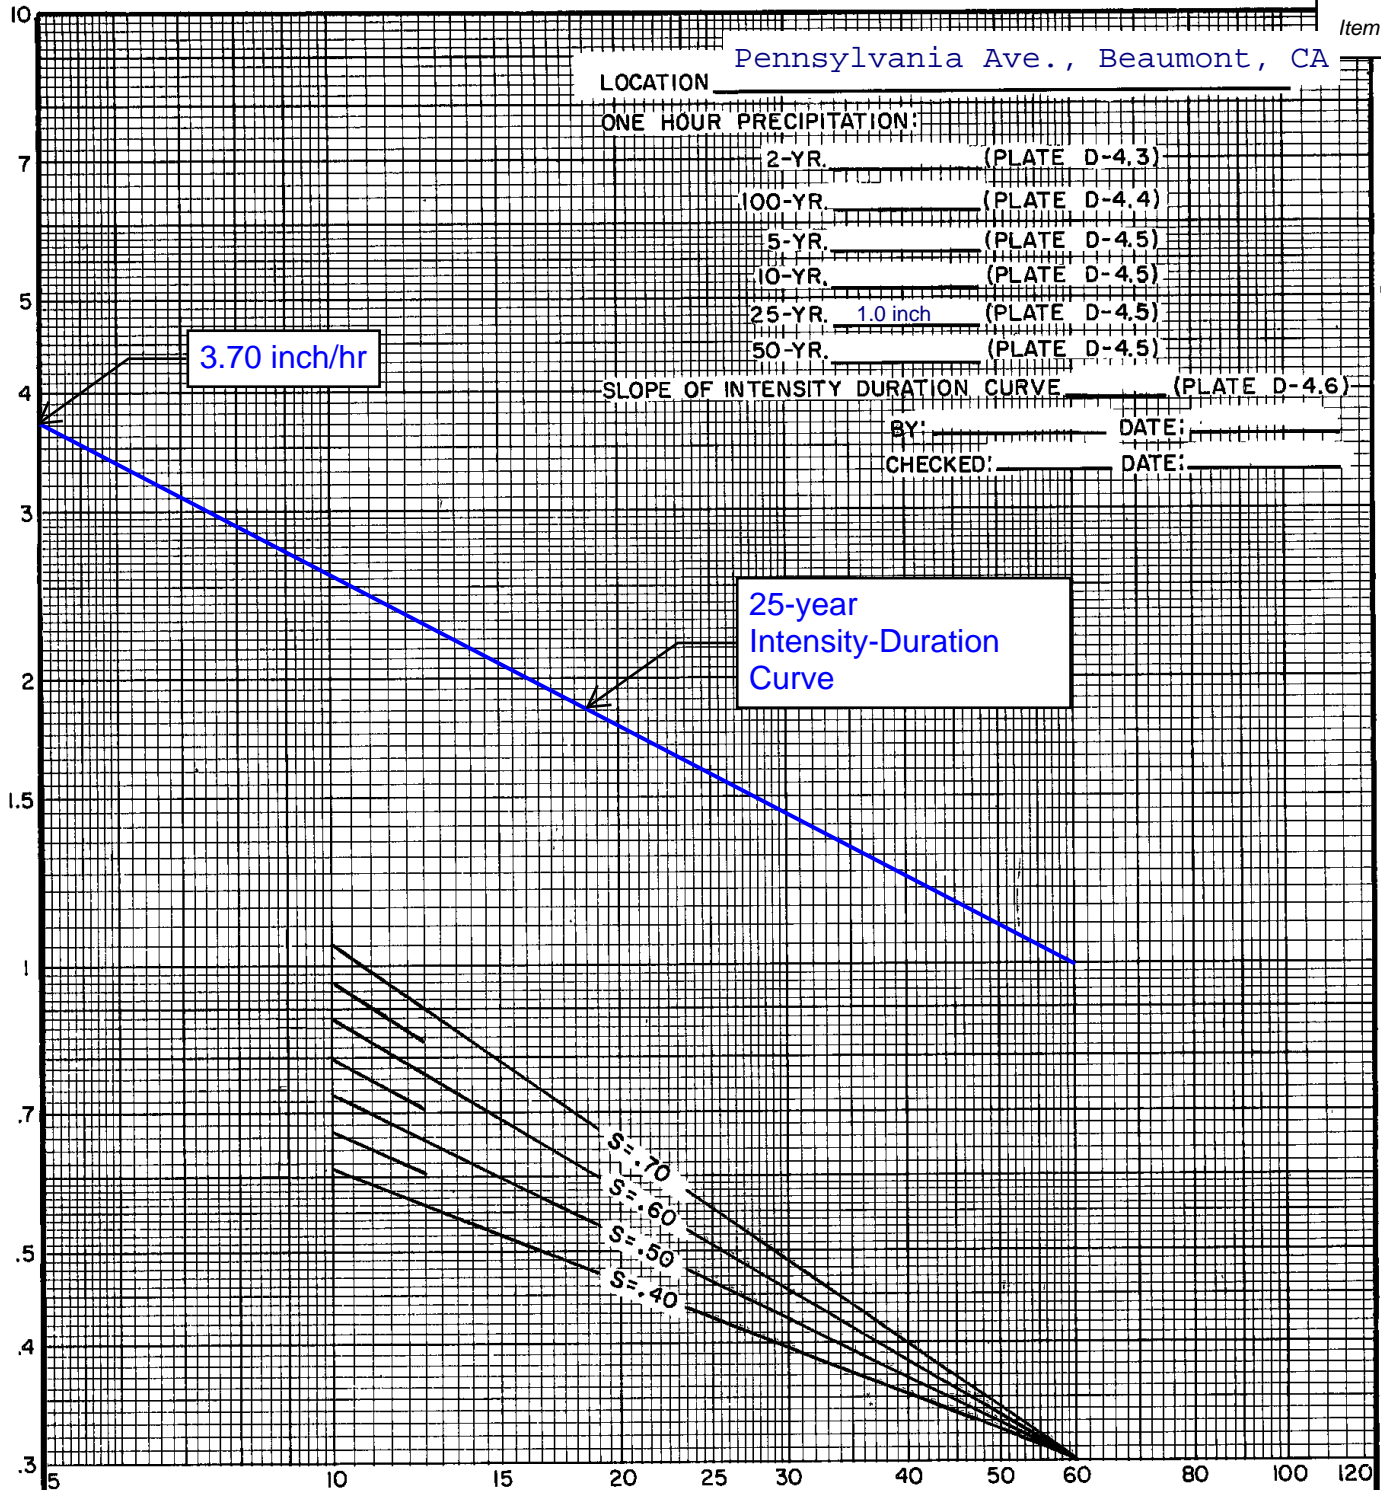 Item
Pennsylvania Ave., Beaumont, CA
LOCATION
ONE HOUR PRECIPITATION:
2-YR. (PLATE D-4.3)
100-YR. (PLATE D-4.4)
5-YR. (PLATE D-4.5)
10-YR. (PLATE D-4.5)
25-YR. 1.0 inch (PLATE D-4.5)
50-YR. (PLATE D-4.5)
SLOPE OF INTENSITY DURATION CURVE (PLATE D-4.6)
BY: DATE:
CHECKED: DATE:
3.70 inch/hr
25-year
Intensity-Duration
Curve
10
7
5
4
3
2
1.5
1
.7
.5
.4
.3
S=.70
S=.60
S=.50
S=.40
5 10 15 20 25 30 40 50 60 80 100 120